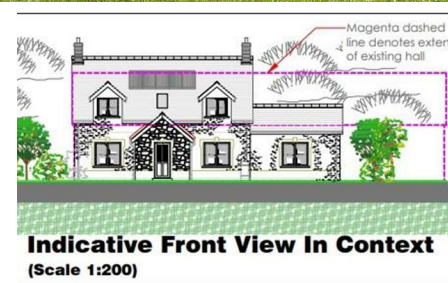 Magenta dashed
line denotes exter
of existing hall
Indicative Front View In Context
(Scale 1:200)